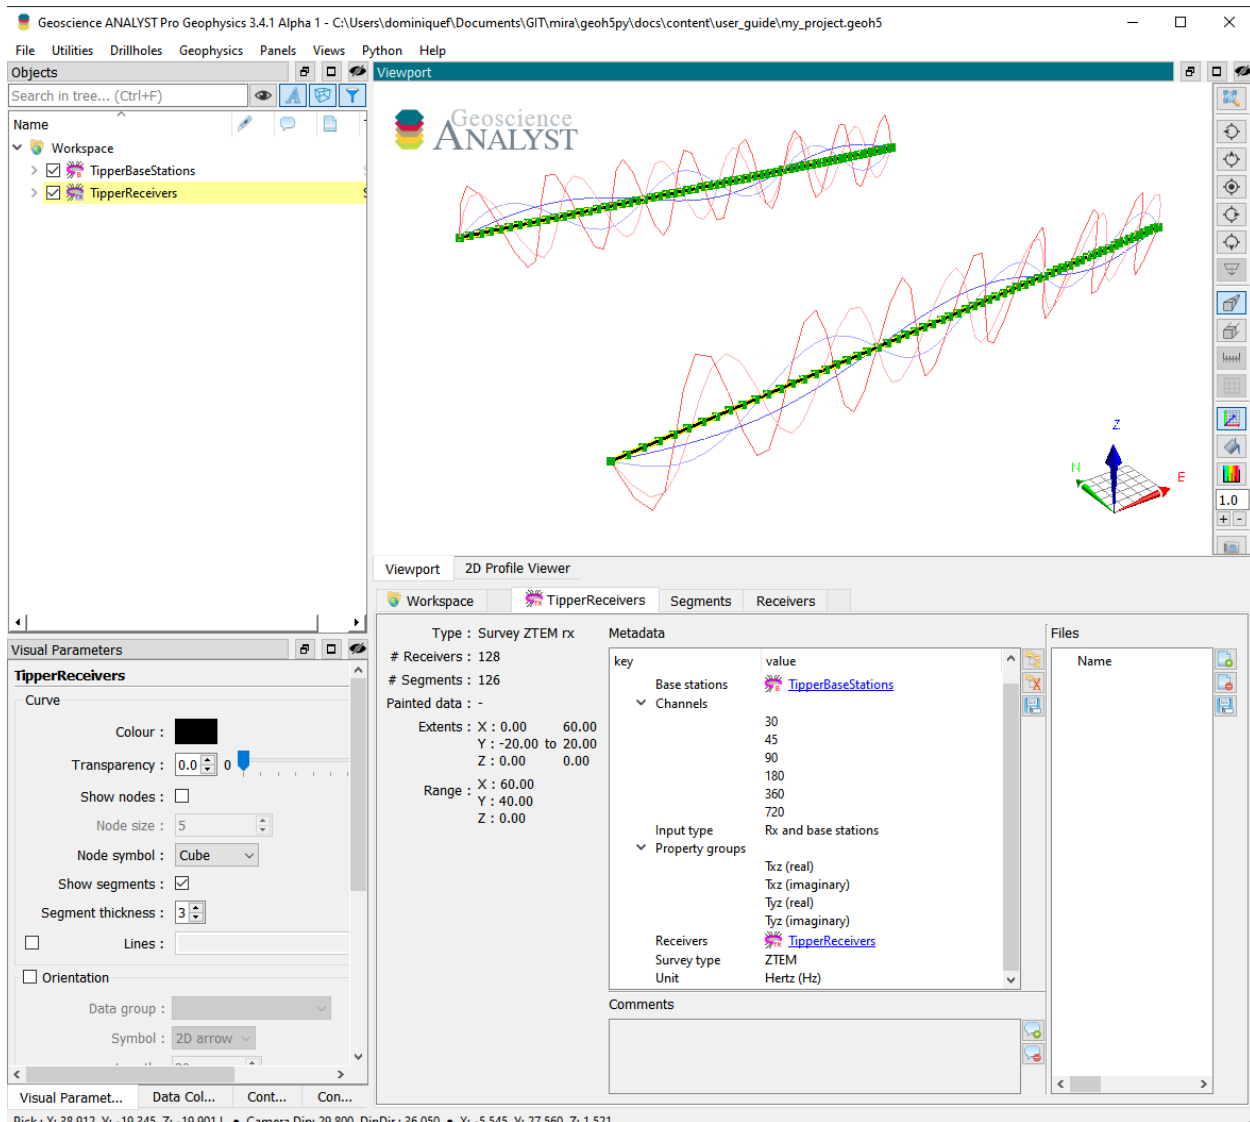 Geoscience ANALYST Pro Geophysics 3.4.1 Alpha 1 - C:\Users\dominiquef\Documents\GIT\mira\geoh5py\docs\content\user_guide\my_project.geoh5
File Utilities Drillholes Geophysics Panels Views Python Help
Objects
Search in tree... (Ctrl+F)
Name
Workspace
TipperBaseStations
TipperReceivers
Viewport
Geoscience
ANALYST
Z
N
E
1.0
+ -
Viewport 2D Profile Viewer
Workspace TipperReceivers Segments Receivers
Type : Survey ZTEM rx
# Receivers : 128
# Segments : 126
Painted data : -
Extents : X : 0.00 60.00
Y : -20.00 to 20.00
Z : 0.00 0.00
Range : X : 60.00
Y : 40.00
Z : 0.00
Metadata
key value
Base stations TipperBaseStations
Channels
30
45
90
180
360
720
Input type Rx and base stations
Property groups
Txz (real)
Txz (imaginary)
Tyz (real)
Tyz (imaginary)
Receivers TipperReceivers
Survey type ZTEM
Unit Hertz (Hz)
Comments
Files
Name
Visual Parameters
TipperReceivers
Curve
Colour :
Transparency : 0.0 0
Show nodes :
Node size : 5
Node symbol : Cube
Show segments :
Segment thickness : 3
Lines :
Orientation
Data group :
Symbol : 2D arrow
Visual Paramet... Data Col... Cont... Con...